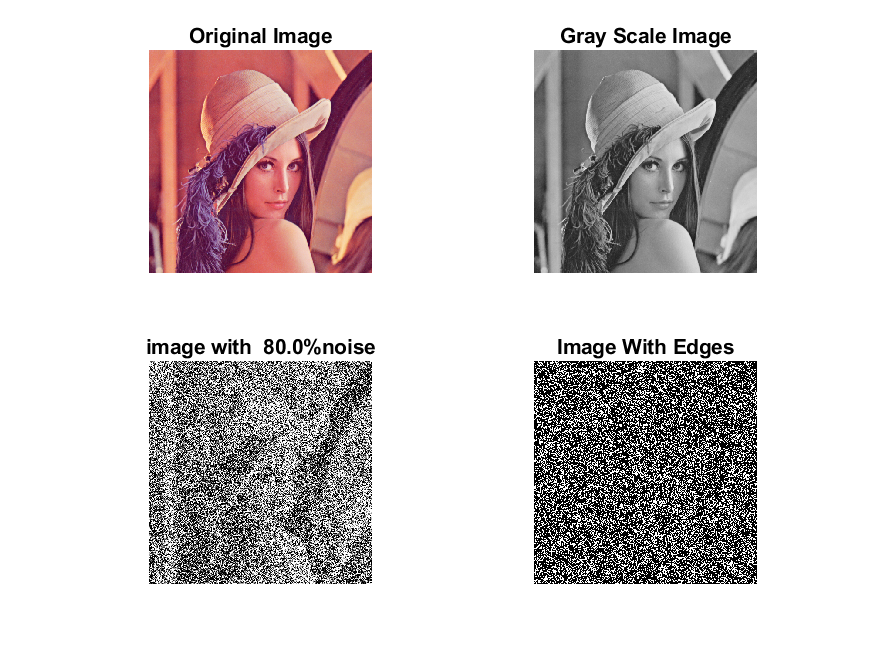 Original Image
Gray Scale Image
image with  80.0%noise
Image With Edges